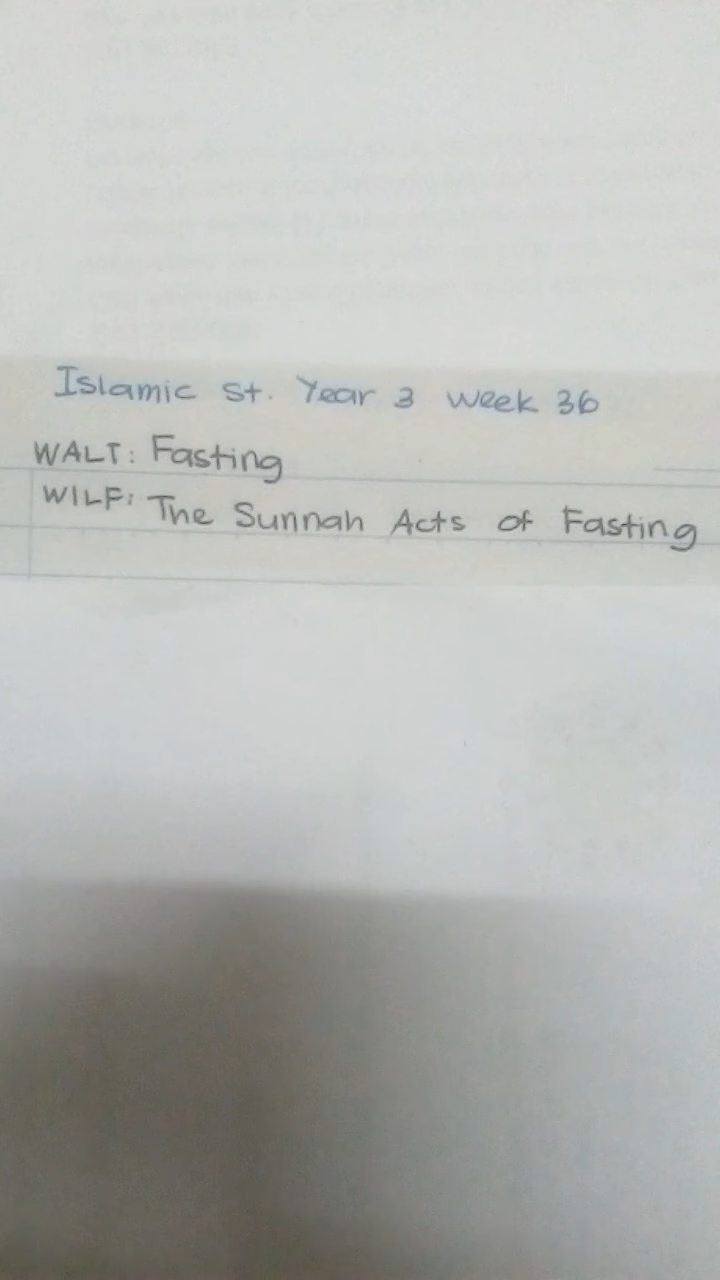 Islamic St. Year 3 Week 36
WALT: Fasting
WILF: The Sunnah Acts of Fasting